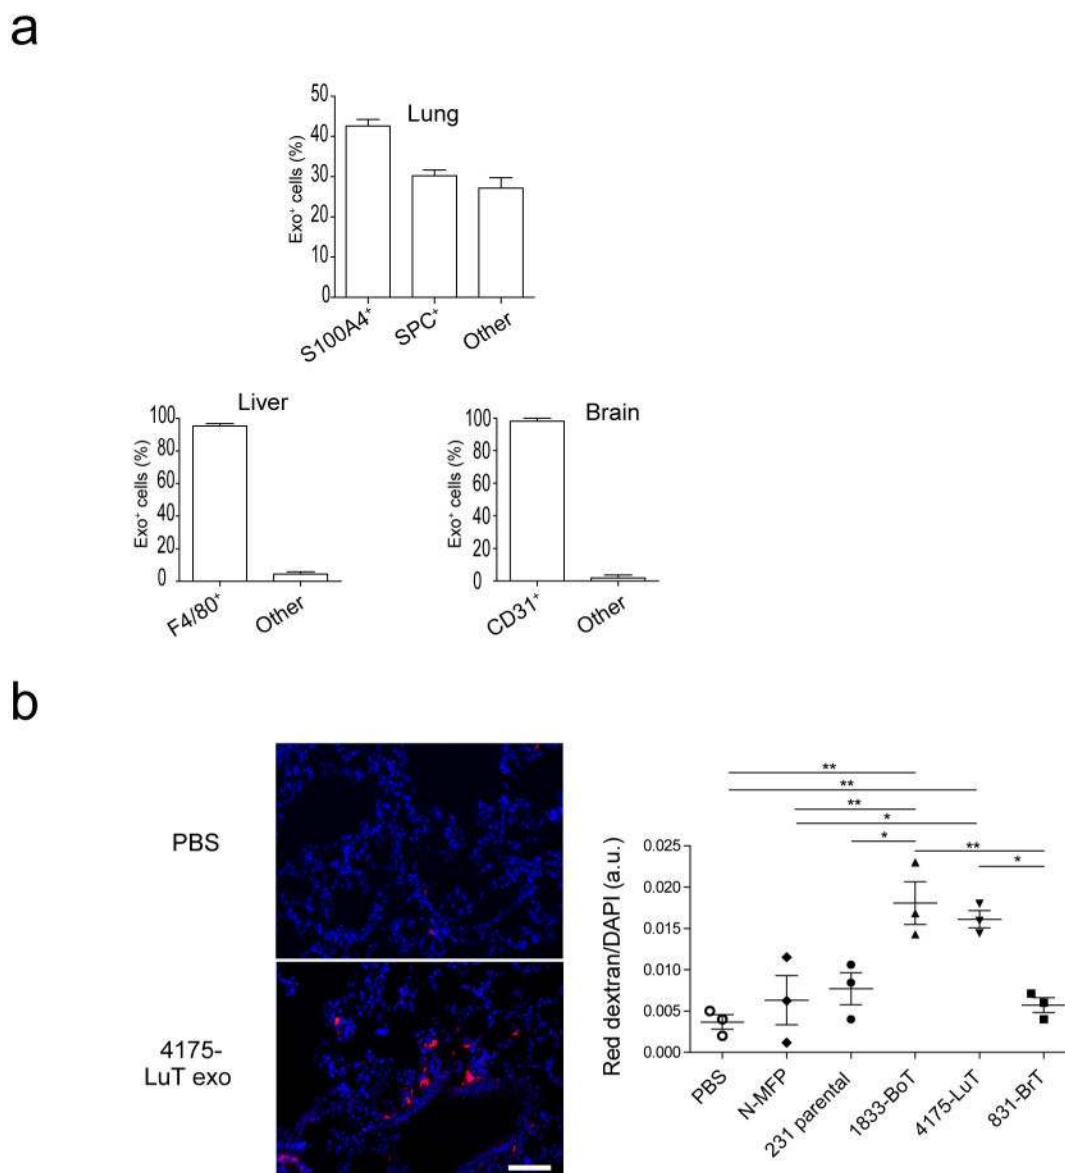 a
Lung
Exo⁺ cells (%)
50
40
30
20
10
0
S100A4⁺
SPC⁺
Other
Liver
Exo⁺ cells (%)
100
80
60
40
20
0
F4/80⁺
Other
Brain
Exo⁺ cells (%)
100
80
60
40
20
0
CD31⁺
Other
b
PBS
4175-
LuT exo
Red dextran/DAPI (a.u.)
**
**
**
*
*
**
*
0.025
0.020
0.015
0.010
0.005
0.000
PBS
N-MFP
231 parental
1833-BoT
4175-LuT
831-BrT